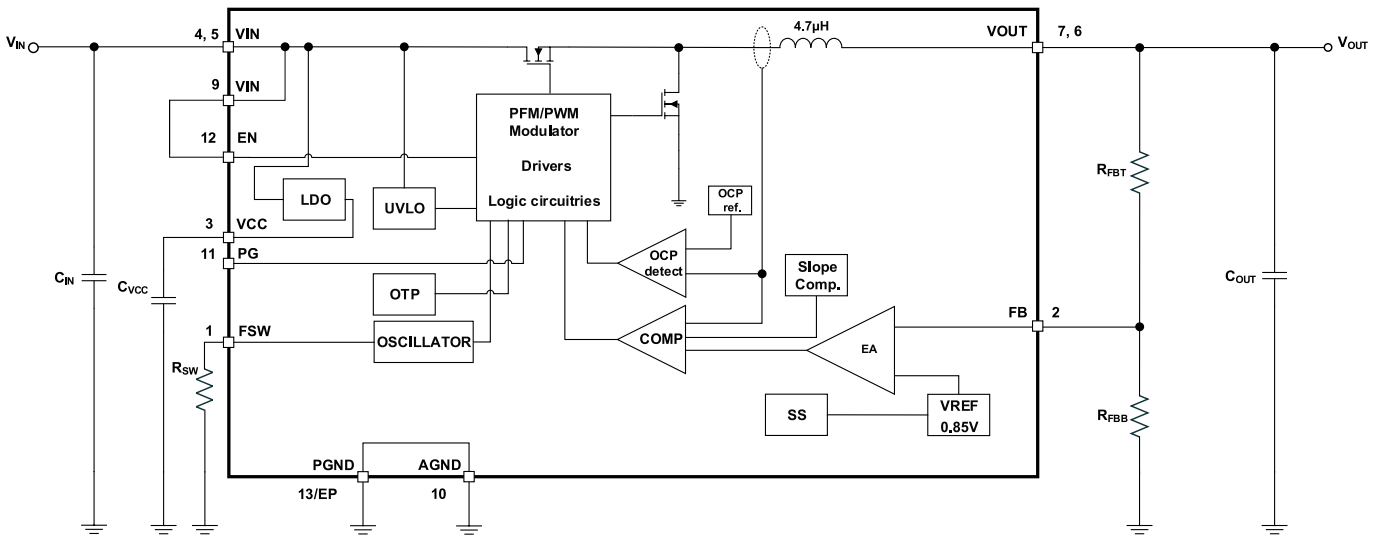 4.7µH
VIN
4, 5
VIN
VOUT
7, 6
VOUT
9
VIN
PFM/PWM
Modulator
Drivers
Logic circuitries
12
EN
RFBT
LDO
UVLO
OCP
ref.
3
VCC
11
PG
OCP
detect
Slope
Comp.
CIN
CVCC
OTP
COUT
1
FSW
OSCILLATOR
COMP
EA
FB
2
RSW
SS
VREF
0.85V
RFBB
PGND
AGND
13/EP
10